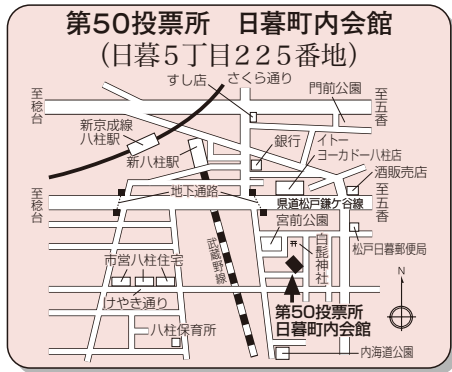 第50投票所 日暮町内会館
(日暮5丁目225番地)
すし店
さくら通り
門前公園
至稔台
至五香
新京成線
八柱駅
新八柱駅
銀行
イトー
ヨーカドー八柱店
酒販売店
地下通路
至稔台
県道松戸鎌ケ谷線
至五香
宮前公園
白髭神社
松戸日暮郵便局
武蔵野線
市営八柱住宅
けやき通り
N
第50投票所
日暮町内会館
八柱保育所
内海道公園